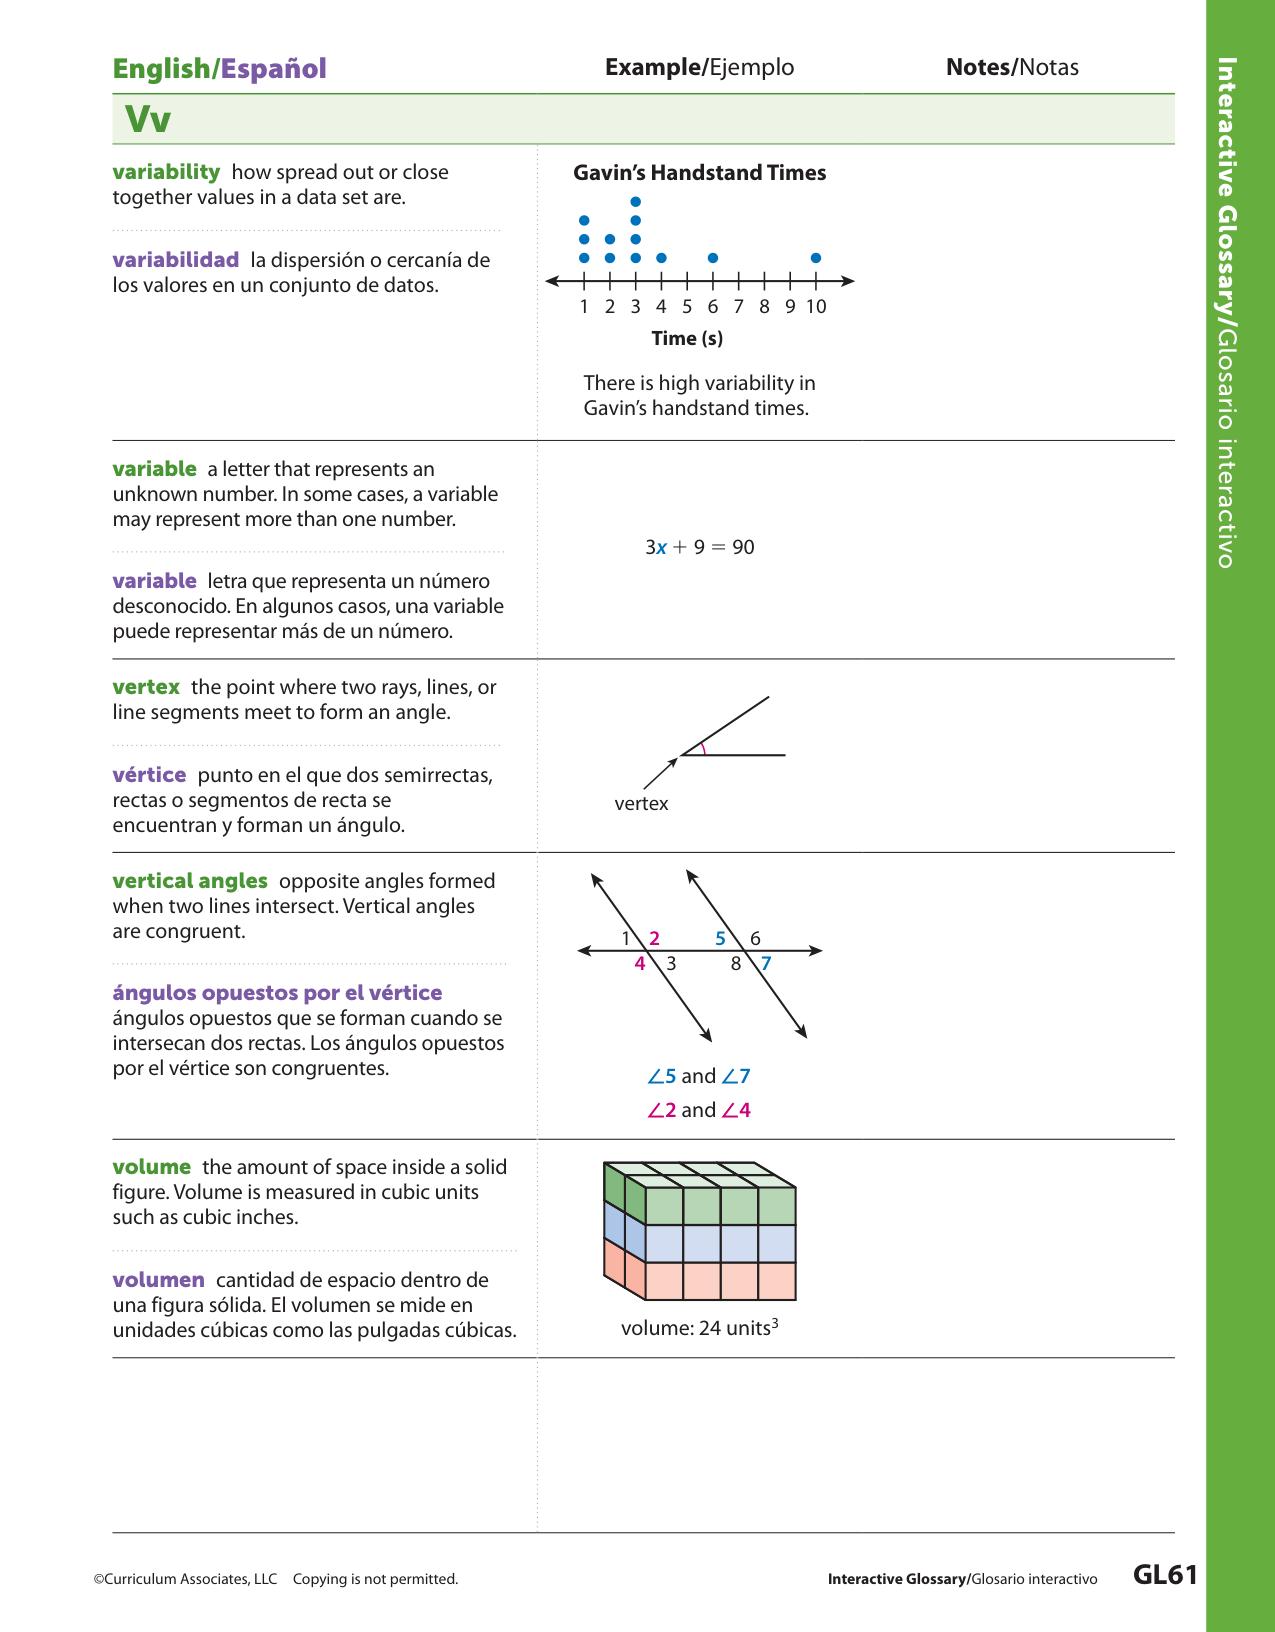 English/Español
Example/Ejemplo
Notes/Notas
Vv
variability how spread out or close
together values in a data set are.
variabilidad la dispersión o cercanía de
los valores en un conjunto de datos.
Gavin’s Handstand Times
1 2 3 4 5 6 7 8 9 10
Time (s)
There is high variability in
Gavin’s handstand times.
variable a letter that represents an
unknown number. In some cases, a variable
may represent more than one number.
variable letra que representa un número
desconocido. En algunos casos, una variable
puede representar más de un número.
3x + 9 = 90
vertex the point where two rays, lines, or
line segments meet to form an angle.
vértice punto en el que dos semirrectas,
rectas o segmentos de recta se
encuentran y forman un ángulo.
vertex
vertical angles opposite angles formed
when two lines intersect. Vertical angles
are congruent.
ángulos opuestos por el vértice
ángulos opuestos que se forman cuando se
intersecan dos rectas. Los ángulos opuestos
por el vértice son congruentes.
1 2 5 6
4 3 8 7
∠5 and ∠7
∠2 and ∠4
volume the amount of space inside a solid
figure. Volume is measured in cubic units
such as cubic inches.
volumen cantidad de espacio dentro de
una figura sólida. El volumen se mide en
unidades cúbicas como las pulgadas cúbicas.
volume: 24 units³
©Curriculum Associates, LLC Copying is not permitted.
Interactive Glossary/Glosario interactivo
GL61
Interactive Glossary/Glosario interactivo